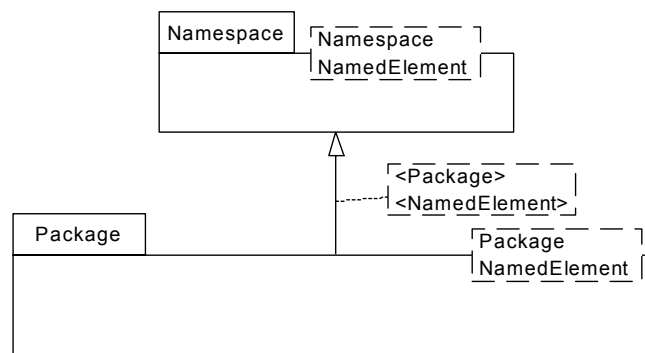 Namespace
Namespace
NamedElement
<Package>
<NamedElement>
Package
Package
NamedElement